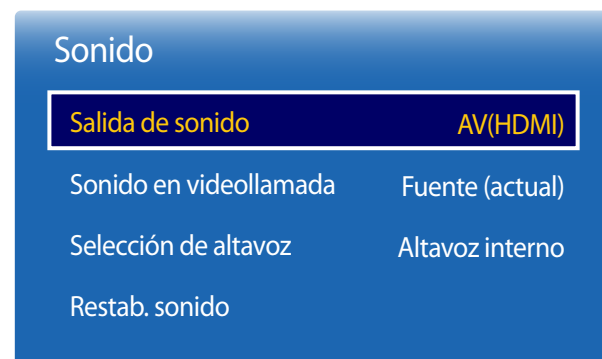 Sonido
Salida de sonido AV(HDMI)
Sonido en videollamada Fuente (actual)
Selección de altavoz Altavoz interno
Restab. sonido